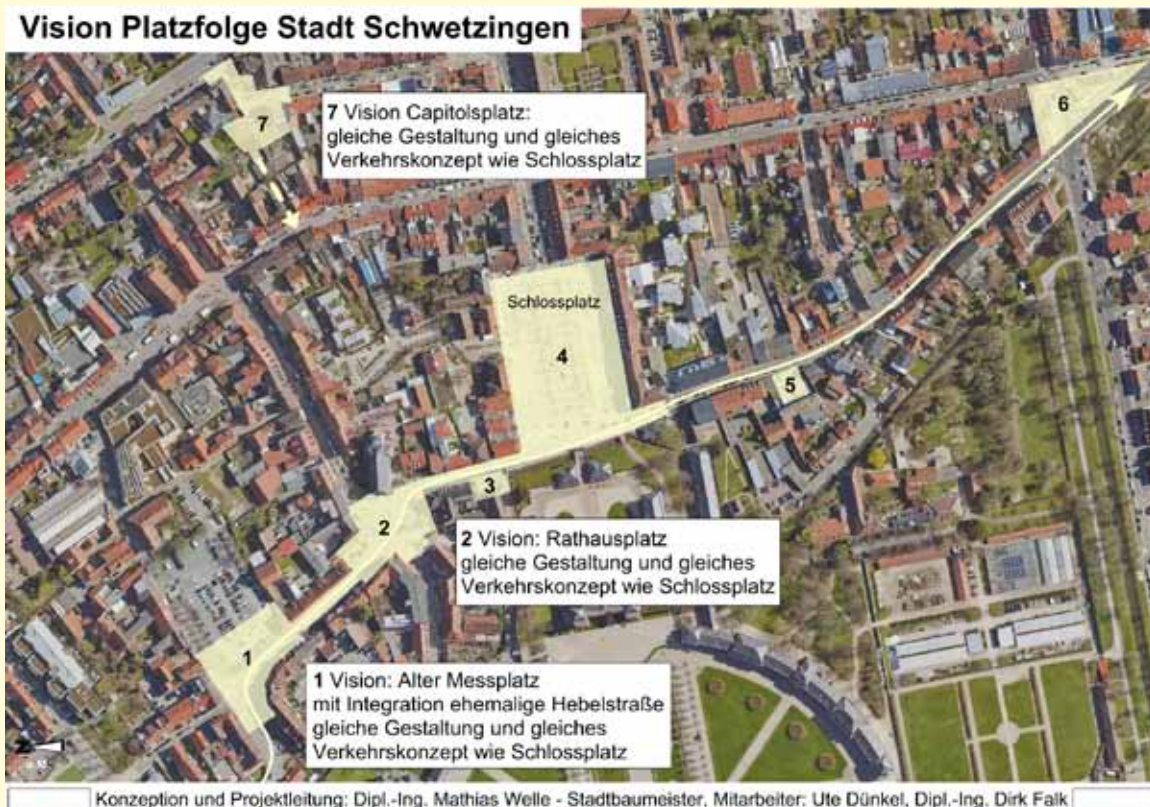 Vision Platzfolge Stadt Schwetzingen
7
7 Vision Capitolsplatz:
gleiche Gestaltung und gleiches
Verkehrskonzept wie Schlossplatz
6
Schlossplatz
4
5
3
2
2 Vision: Rathausplatz
gleiche Gestaltung und gleiches
Verkehrskonzept wie Schlossplatz
1
1 Vision: Alter Messplatz
mit Integration ehemalige Hebelstraße
gleiche Gestaltung und gleiches
Verkehrskonzept wie Schlossplatz
Konzeption und Projektleitung: Dipl.-Ing. Mathias Welle - Stadtbaumeister, Mitarbeiter: Ute Dünkel, Dipl.-Ing. Dirk Falk